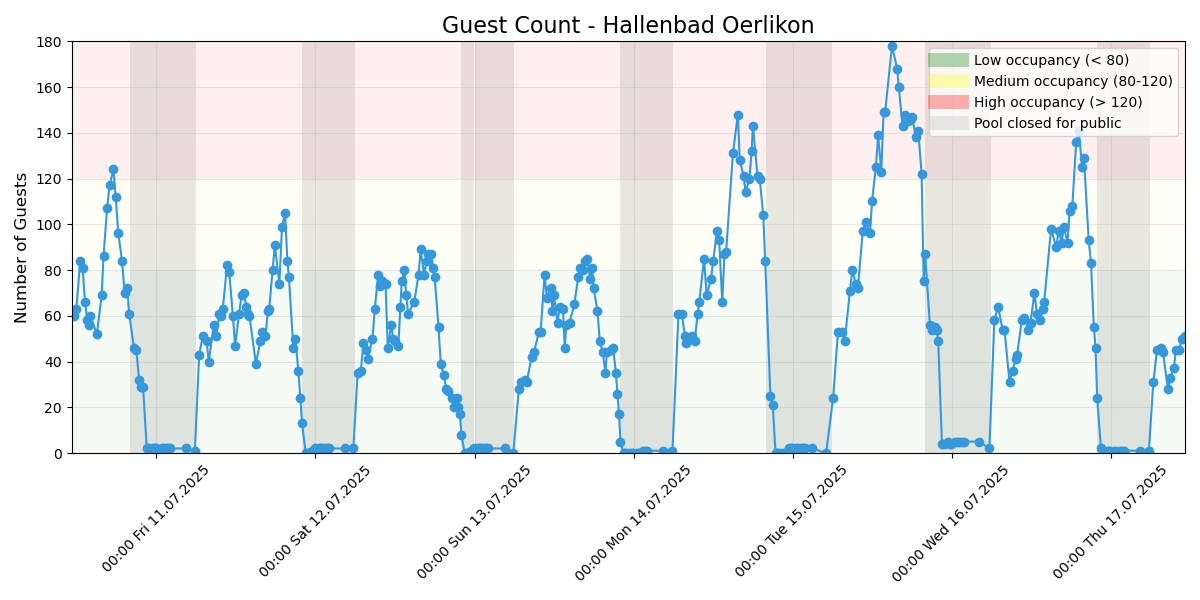 Guest Count - Hallenbad Oerlikon
Number of Guests
180
160
140
120
100
80
60
40
20
0
Low occupancy (< 80)
Medium occupancy (80-120)
High occupancy (> 120)
Pool closed for public
00:00 Fri 11.07.2025
00:00 Sat 12.07.2025
00:00 Sun 13.07.2025
00:00 Mon 14.07.2025
00:00 Tue 15.07.2025
00:00 Wed 16.07.2025
00:00 Thu 17.07.2025